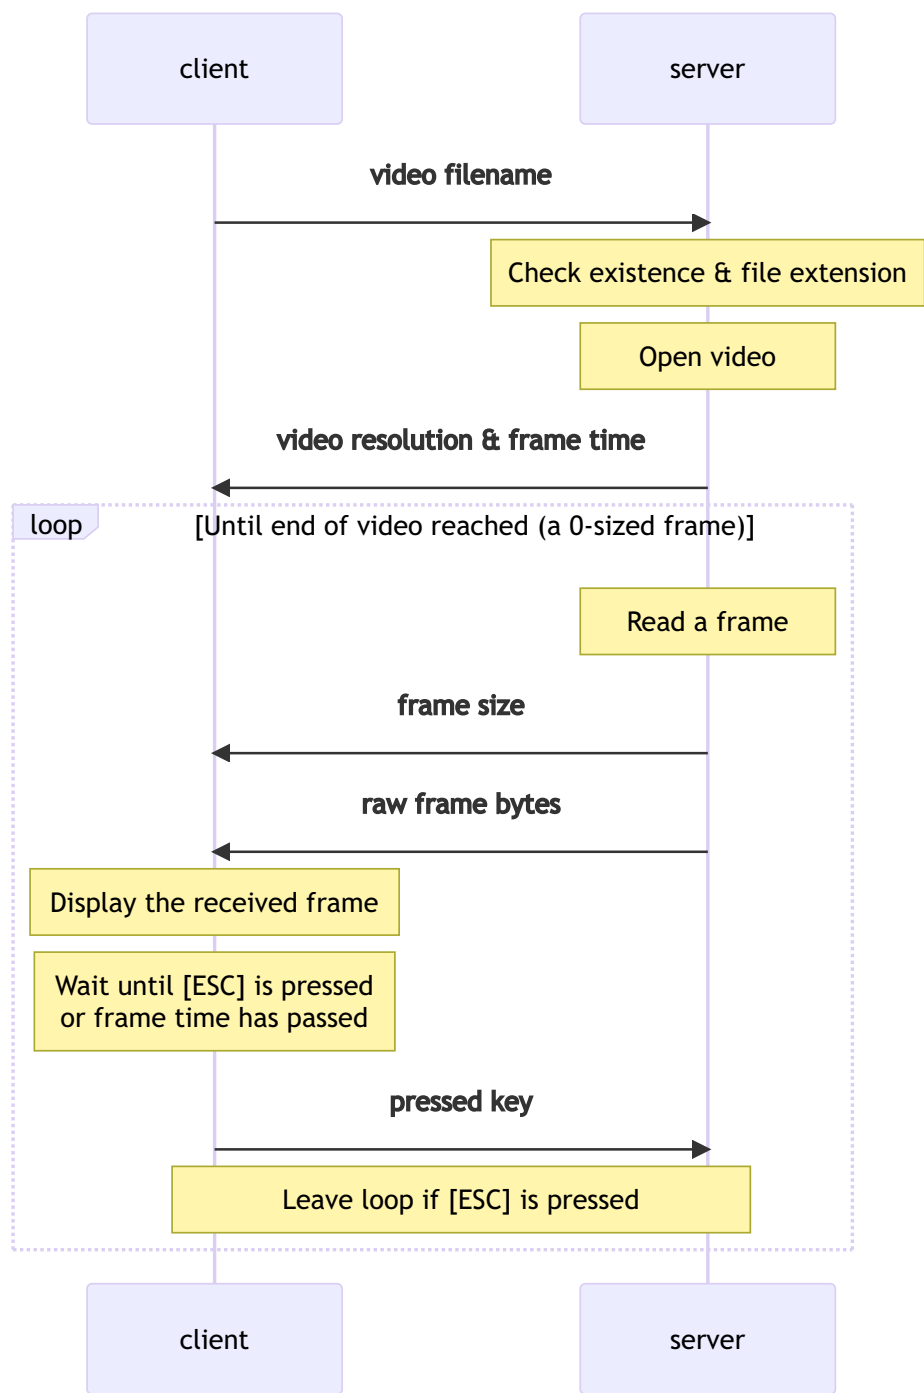 client
server
video filename
Check existence & file extension
Open video
video resolution & frame time
loop
[Until end of video reached (a 0-sized frame)]
Read a frame
frame size
raw frame bytes
Display the received frame
Wait until [ESC] is pressed
or frame time has passed
pressed key
Leave loop if [ESC] is pressed
client
server